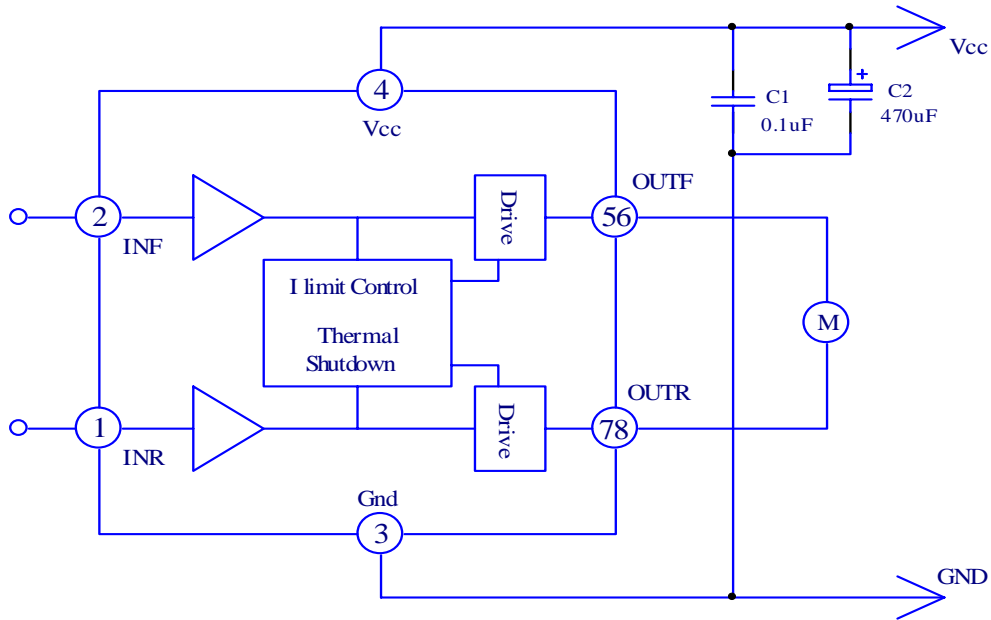 Vcc
4
Vcc
C1
0.1uF
+
C2
470uF
OUTF
2
INF
Drive
56
I limit Control
Thermal
Shutdown
M
OUTR
1
INR
Drive
78
Gnd
3
GND